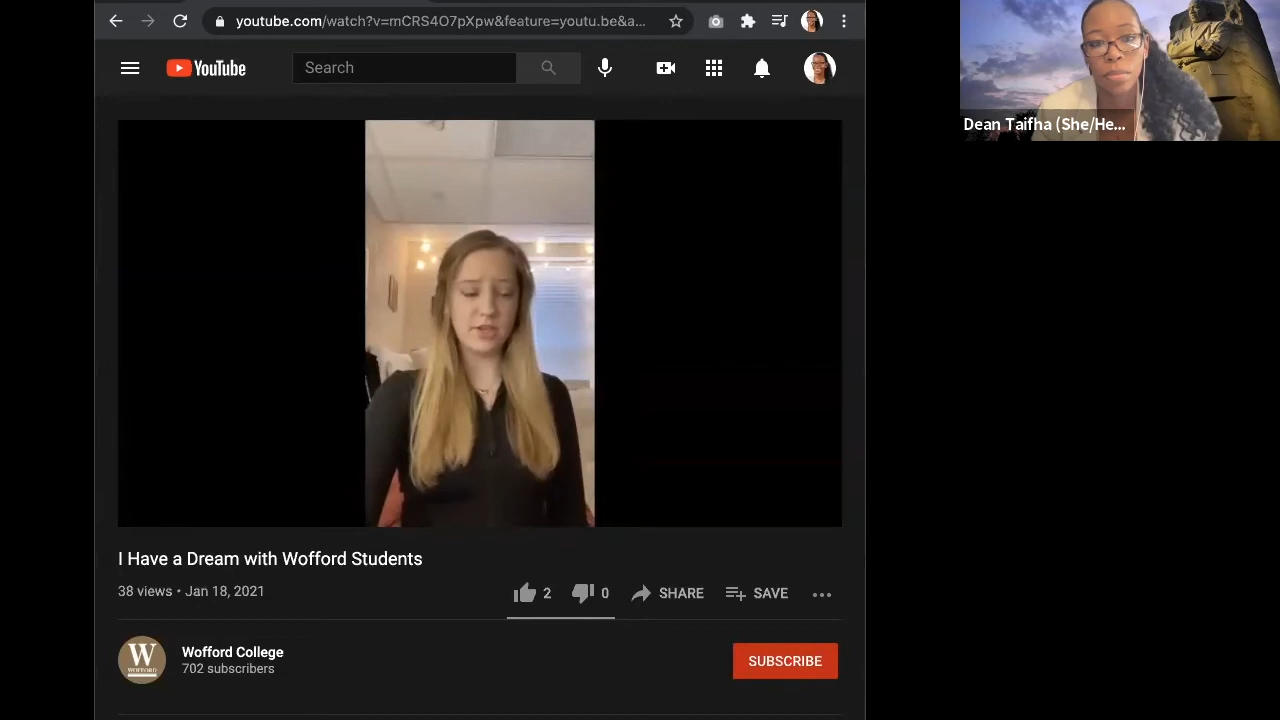 youtube.com/watch?v=mCRS4O7pXpw&feature=youtu.be&a...
YouTube
Search
Dean Taifha (She/He...
I Have a Dream with Wofford Students
38 views • Jan 18, 2021
2
0
SHARE
SAVE
W
WOFFORD
Wofford College
702 subscribers
SUBSCRIBE